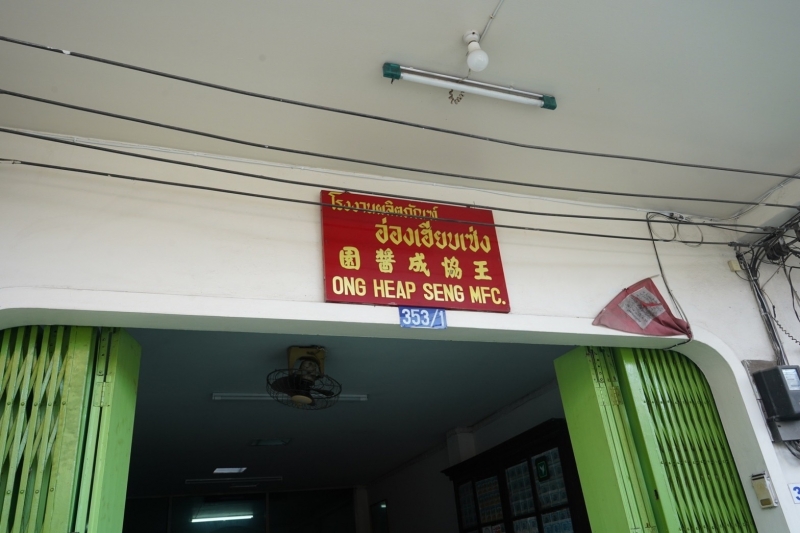 โรงงานผลิตภัณฑ์
ฮ่องเฮียบเซ่ง
園醬成協王
ONG HEAP SENG MFC.
353/1